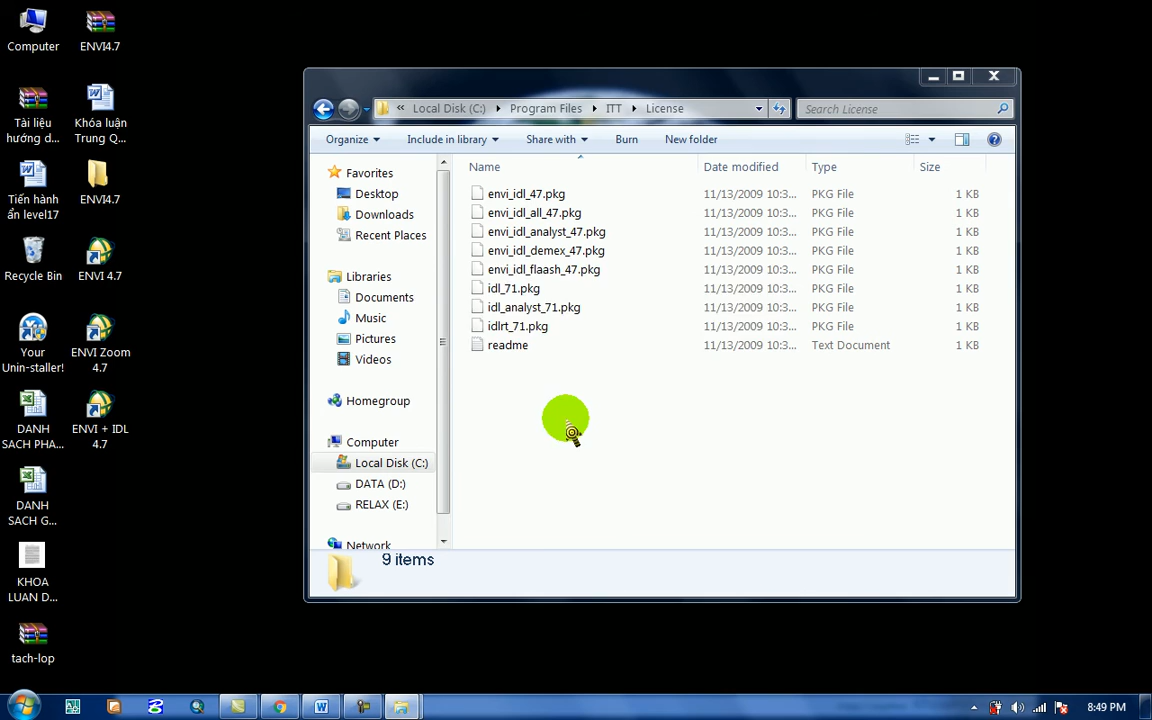 Computer
ENVI4.7
Tài liệu
hướng d...
Khóa luận
Trung Q...
Tiến hành
ẩn level17
ENVI4.7
Recycle Bin
ENVI 4.7
Your
Unin-staller!
ENVI Zoom
4.7
DANH
SACH PHA...
ENVI + IDL
4.7
DANH
SACH G...
KHOA
LUAN D...
tach-lop
« Local Disk (C:) Program Files ITT License
Search License
Organize Include in library Share with Burn New folder
Favorites
Desktop
Downloads
Recent Places
Libraries
Documents
Music
Pictures
Videos
Homegroup
Computer
Local Disk (C:)
DATA (D:)
RELAX (E:)
Network
Name Date modified Type Size
envi_idl_47.pkg 11/13/2009 10:3... PKG File 1 KB
envi_idl_all_47.pkg 11/13/2009 10:3... PKG File 1 KB
envi_idl_analyst_47.pkg 11/13/2009 10:3... PKG File 1 KB
envi_idl_demex_47.pkg 11/13/2009 10:3... PKG File 1 KB
envi_idl_flaash_47.pkg 11/13/2009 10:3... PKG File 1 KB
idl_71.pkg 11/13/2009 10:3... PKG File 1 KB
idl_analyst_71.pkg 11/13/2009 10:3... PKG File 1 KB
idlrt_71.pkg 11/13/2009 10:3... PKG File 1 KB
readme 11/13/2009 10:3... Text Document 1 KB
9 items
8:49 PM